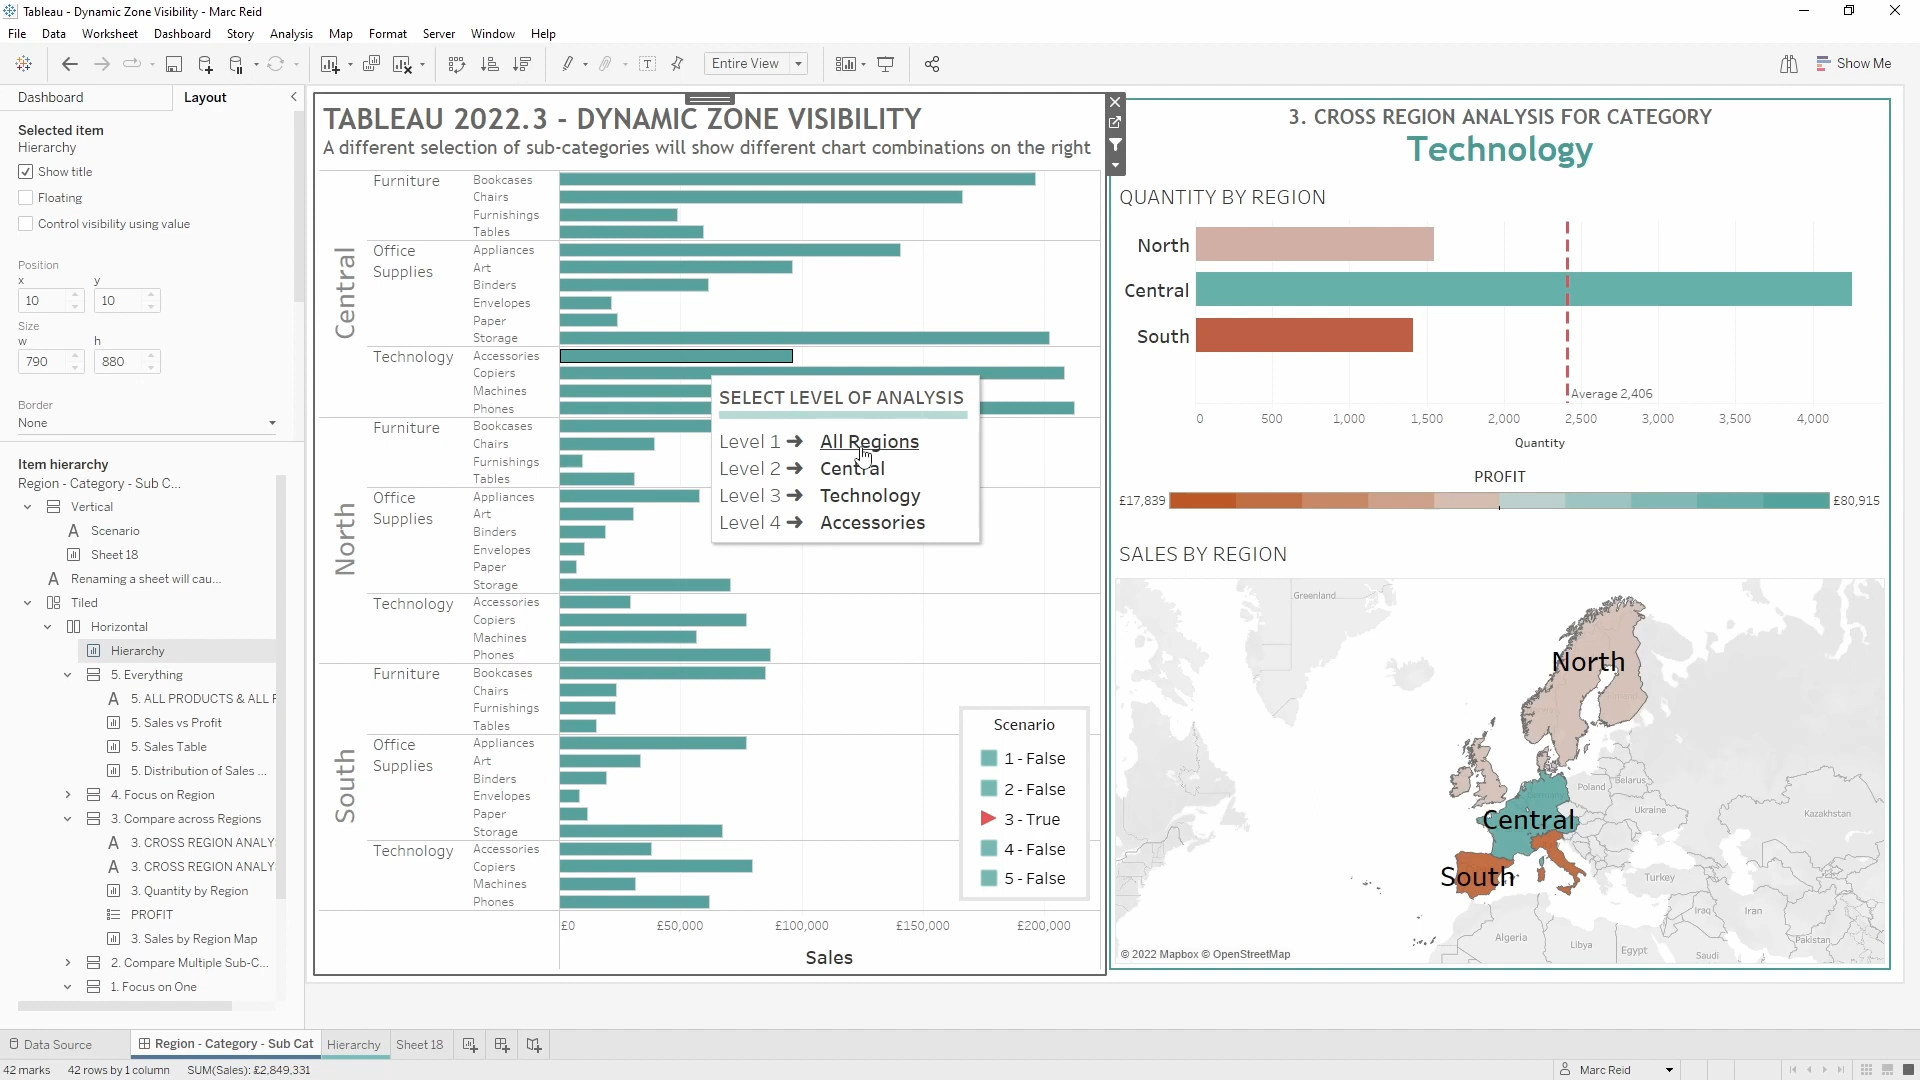 Tableau - Dynamic Zone Visibility - Marc Reid
File Data Worksheet Dashboard Story Analysis Map Format Server Window Help
Entire View
Show Me
Dashboard Layout
Selected item
Hierarchy
Show title
Floating
Control visibility using value
Position
x y
10 10
Size
w h
790 880
Border
None
Item hierarchy
Region - Category - Sub C...
Vertical
Scenario
Sheet 18
Renaming a sheet will cau...
Tiled
Horizontal
Hierarchy
5. Everything
5. ALL PRODUCTS & ALL F
5. Sales vs Profit
5. Sales Table
5. Distribution of Sales ...
4. Focus on Region
3. Compare across Regions
3. CROSS REGION ANALY
3. CROSS REGION ANALY
3. Quantity by Region
PROFIT
3. Sales by Region Map
2. Compare Multiple Sub-C...
1. Focus on One
TABLEAU 2022.3 - DYNAMIC ZONE VISIBILITY
A different selection of sub-categories will show different chart combinations on the right
Central
Furniture
Bookcases
Chairs
Furnishings
Tables
Office Supplies
Appliances
Art
Binders
Envelopes
Paper
Storage
Technology
Accessories
Copiers
Machines
Phones
North
Furniture
Bookcases
Chairs
Furnishings
Tables
Office Supplies
Appliances
Art
Binders
Envelopes
Paper
Storage
Technology
Accessories
Copiers
Machines
Phones
South
Furniture
Bookcases
Chairs
Furnishings
Tables
Office Supplies
Appliances
Art
Binders
Envelopes
Paper
Storage
Technology
Accessories
Copiers
Machines
Phones
£0 £50,000 £100,000 £150,000 £200,000
Sales
SELECT LEVEL OF ANALYSIS
Level 1 ➔ All Regions
Level 2 ➔ Central
Level 3 ➔ Technology
Level 4 ➔ Accessories
Scenario
1 - False
2 - False
3 - True
4 - False
5 - False
3. CROSS REGION ANALYSIS FOR CATEGORY
Technology
QUANTITY BY REGION
North
Central
South
Average 2,406
0 500 1,000 1,500 2,000 2,500 3,000 3,500 4,000
Quantity
PROFIT
£17,839 £80,915
SALES BY REGION
Greenland
North
Belarus
Poland
Ukraine
Kazakhstan
Central
South
Turkey
Iraq
Iran
Pakistan
Algeria
Libya
Egypt
Saudi
© 2022 Mapbox © OpenStreetMap
Data Source Region - Category - Sub Cat Hierarchy Sheet 18
42 marks 42 rows by 1 column SUM(Sales): £2,849,331
Marc Reid